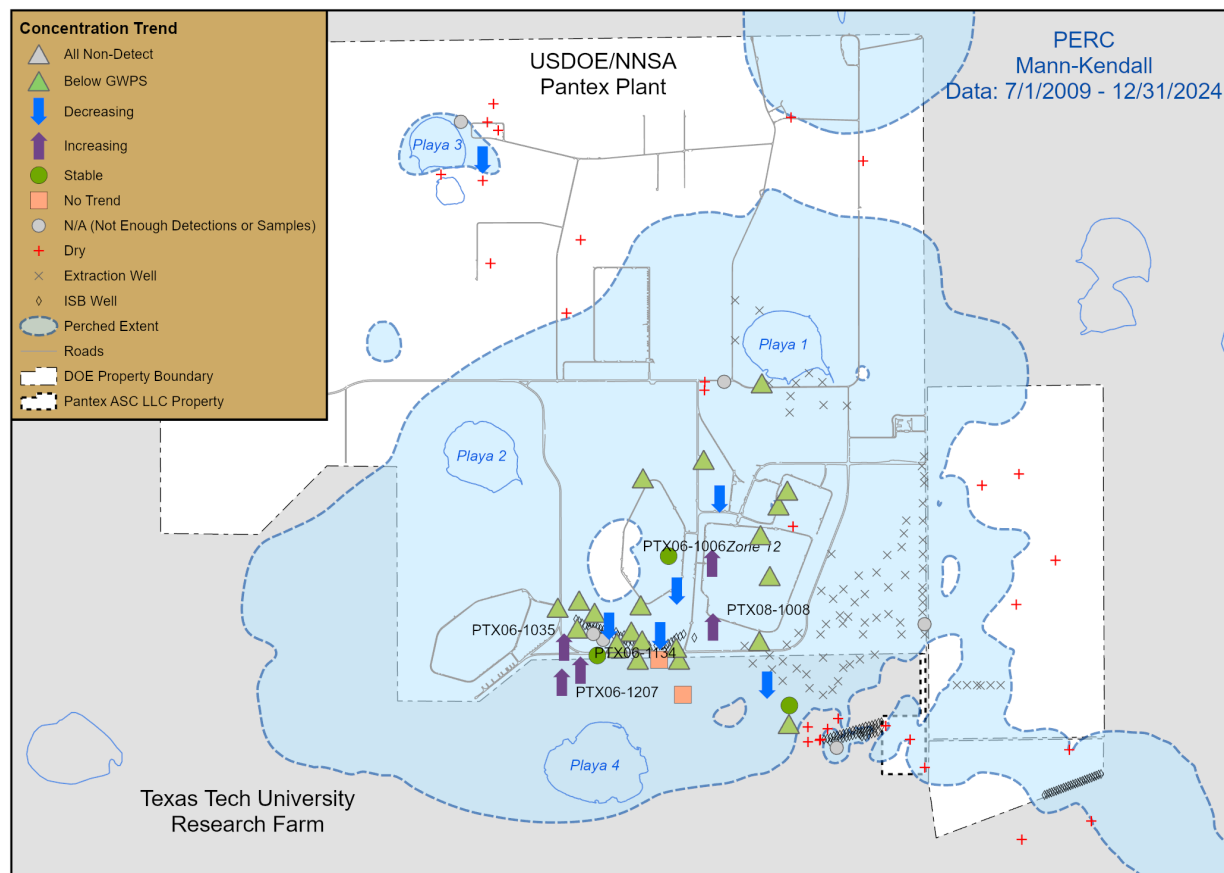 Concentration Trend
All Non-Detect
Below GWPS
Decreasing
Increasing
Stable
No Trend
N/A (Not Enough Detections or Samples)
Dry
Extraction Well
ISB Well
Perched Extent
Roads
DOE Property Boundary
Pantex ASC LLC Property
USDOE/NNSA
Pantex Plant
PERC
Mann-Kendall
Data: 7/1/2009 - 12/31/2024
Playa 3
Playa 1
Playa 2
PTX06-1006
Zone 12
PTX08-1008
PTX06-1035
PTX06-1134
PTX06-1207
Playa 4
Texas Tech University
Research Farm